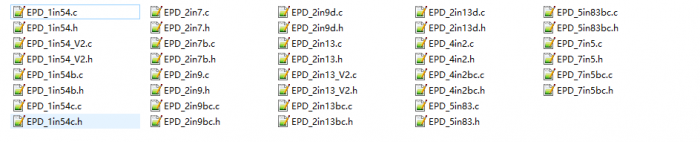 EPD_1in54.c
EPD_1in54.h
EPD_1in54_V2.c
EPD_1in54_V2.h
EPD_1in54b.c
EPD_1in54b.h
EPD_1in54c.c
EPD_1in54c.h
EPD_2in7.c
EPD_2in7.h
EPD_2in7b.c
EPD_2in7b.h
EPD_2in9.c
EPD_2in9.h
EPD_2in9bc.c
EPD_2in9bc.h
EPD_2in9d.c
EPD_2in9d.h
EPD_2in13.c
EPD_2in13.h
EPD_2in13_V2.c
EPD_2in13_V2.h
EPD_2in13bc.c
EPD_2in13bc.h
EPD_2in13d.c
EPD_2in13d.h
EPD_4in2.c
EPD_4in2.h
EPD_4in2bc.c
EPD_4in2bc.h
EPD_5in83.c
EPD_5in83.h
EPD_5in83bc.c
EPD_5in83bc.h
EPD_7in5.c
EPD_7in5.h
EPD_7in5bc.c
EPD_7in5bc.h